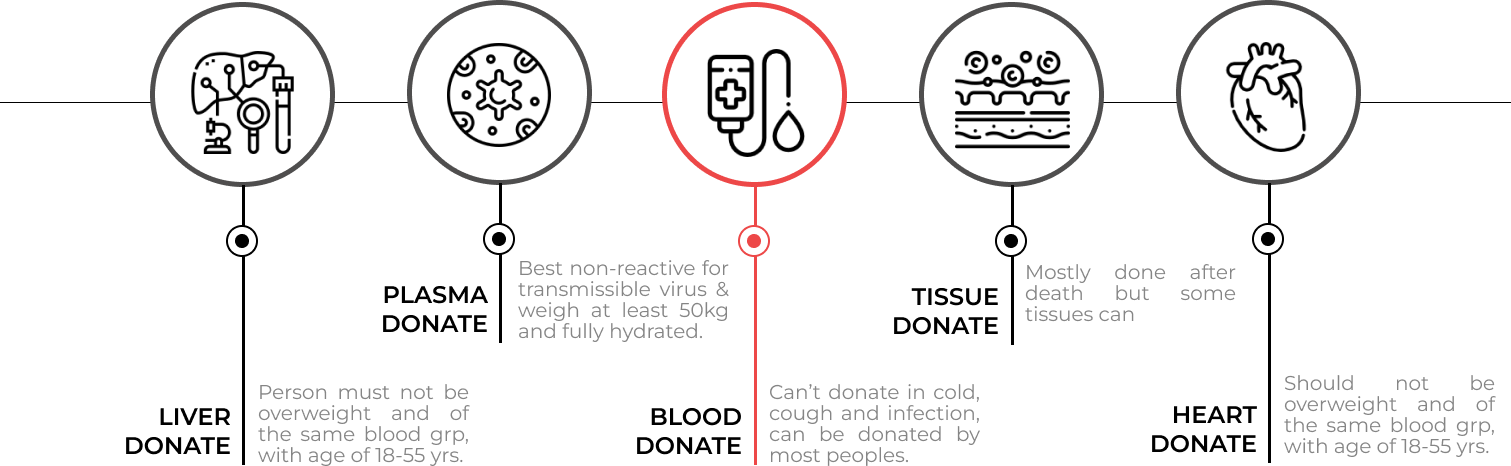 PLASMA
DONATE
Best non-reactive for
transmissible virus &
weigh at least 50kg
and fully hydrated.
TISSUE
DONATE
Mostly done after
death but some
tissues can
LIVER
DONATE
Person must not be
overweight and of
the same blood grp,
with age of 18-55 yrs.
BLOOD
DONATE
Can't donate in cold,
cough and infection,
can be donated by
most peoples.
HEART
DONATE
Should not be
overweight and of
the same blood grp,
with age of 18-55 yrs.